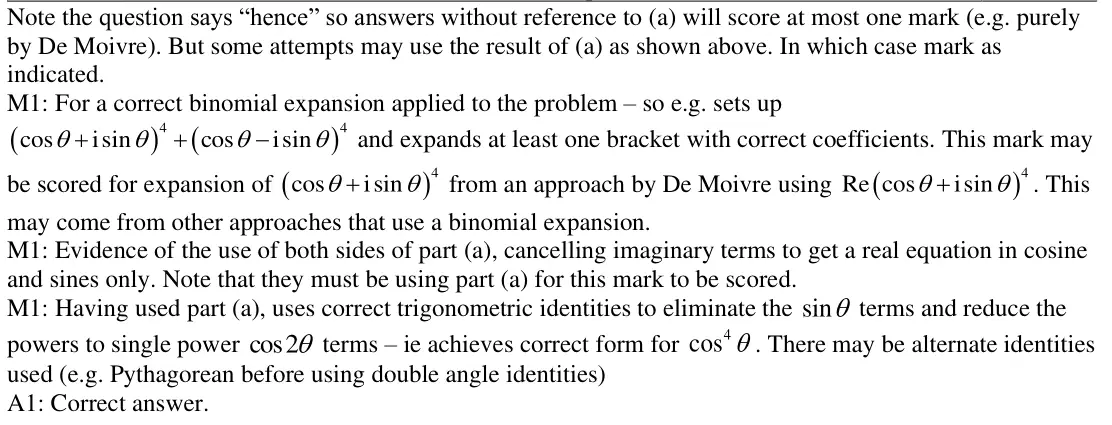 Note the question says “hence” so answers without reference to (a) will score at most one mark (e.g. purely
by De Moivre). But some attempts may use the result of (a) as shown above. In which case mark as
indicated.
M1: For a correct binomial expansion applied to the problem – so e.g. sets up
(cos θ + i sin θ)⁴ + (cos θ − i sin θ)⁴ and expands at least one bracket with correct coefficients. This mark may
be scored for expansion of (cos θ + i sin θ)⁴ from an approach by De Moivre using Re(cos θ + i sin θ)⁴. This
may come from other approaches that use a binomial expansion.
M1: Evidence of the use of both sides of part (a), cancelling imaginary terms to get a real equation in cosine
and sines only. Note that they must be using part (a) for this mark to be scored.
M1: Having used part (a), uses correct trigonometric identities to eliminate the sin θ terms and reduce the
powers to single power cos 2θ terms – ie achieves correct form for cos⁴ θ. There may be alternate identities
used (e.g. Pythagorean before using double angle identities)
A1: Correct answer.